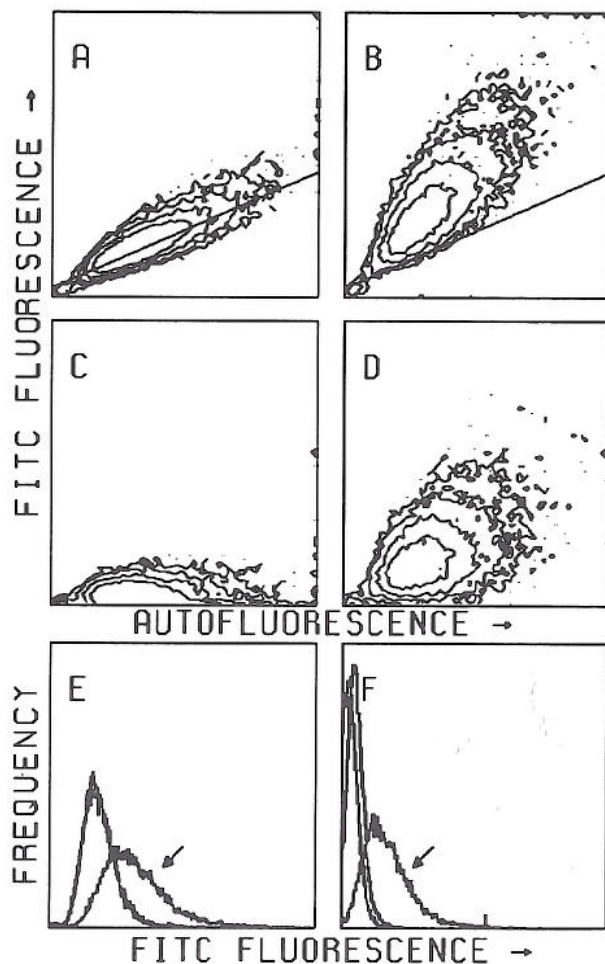 A
B
FITC FLUORESCENCE →
C
D
AUTOFLUORESCENCE →
E
F
FREQUENCY
FITC FLUORESCENCE →